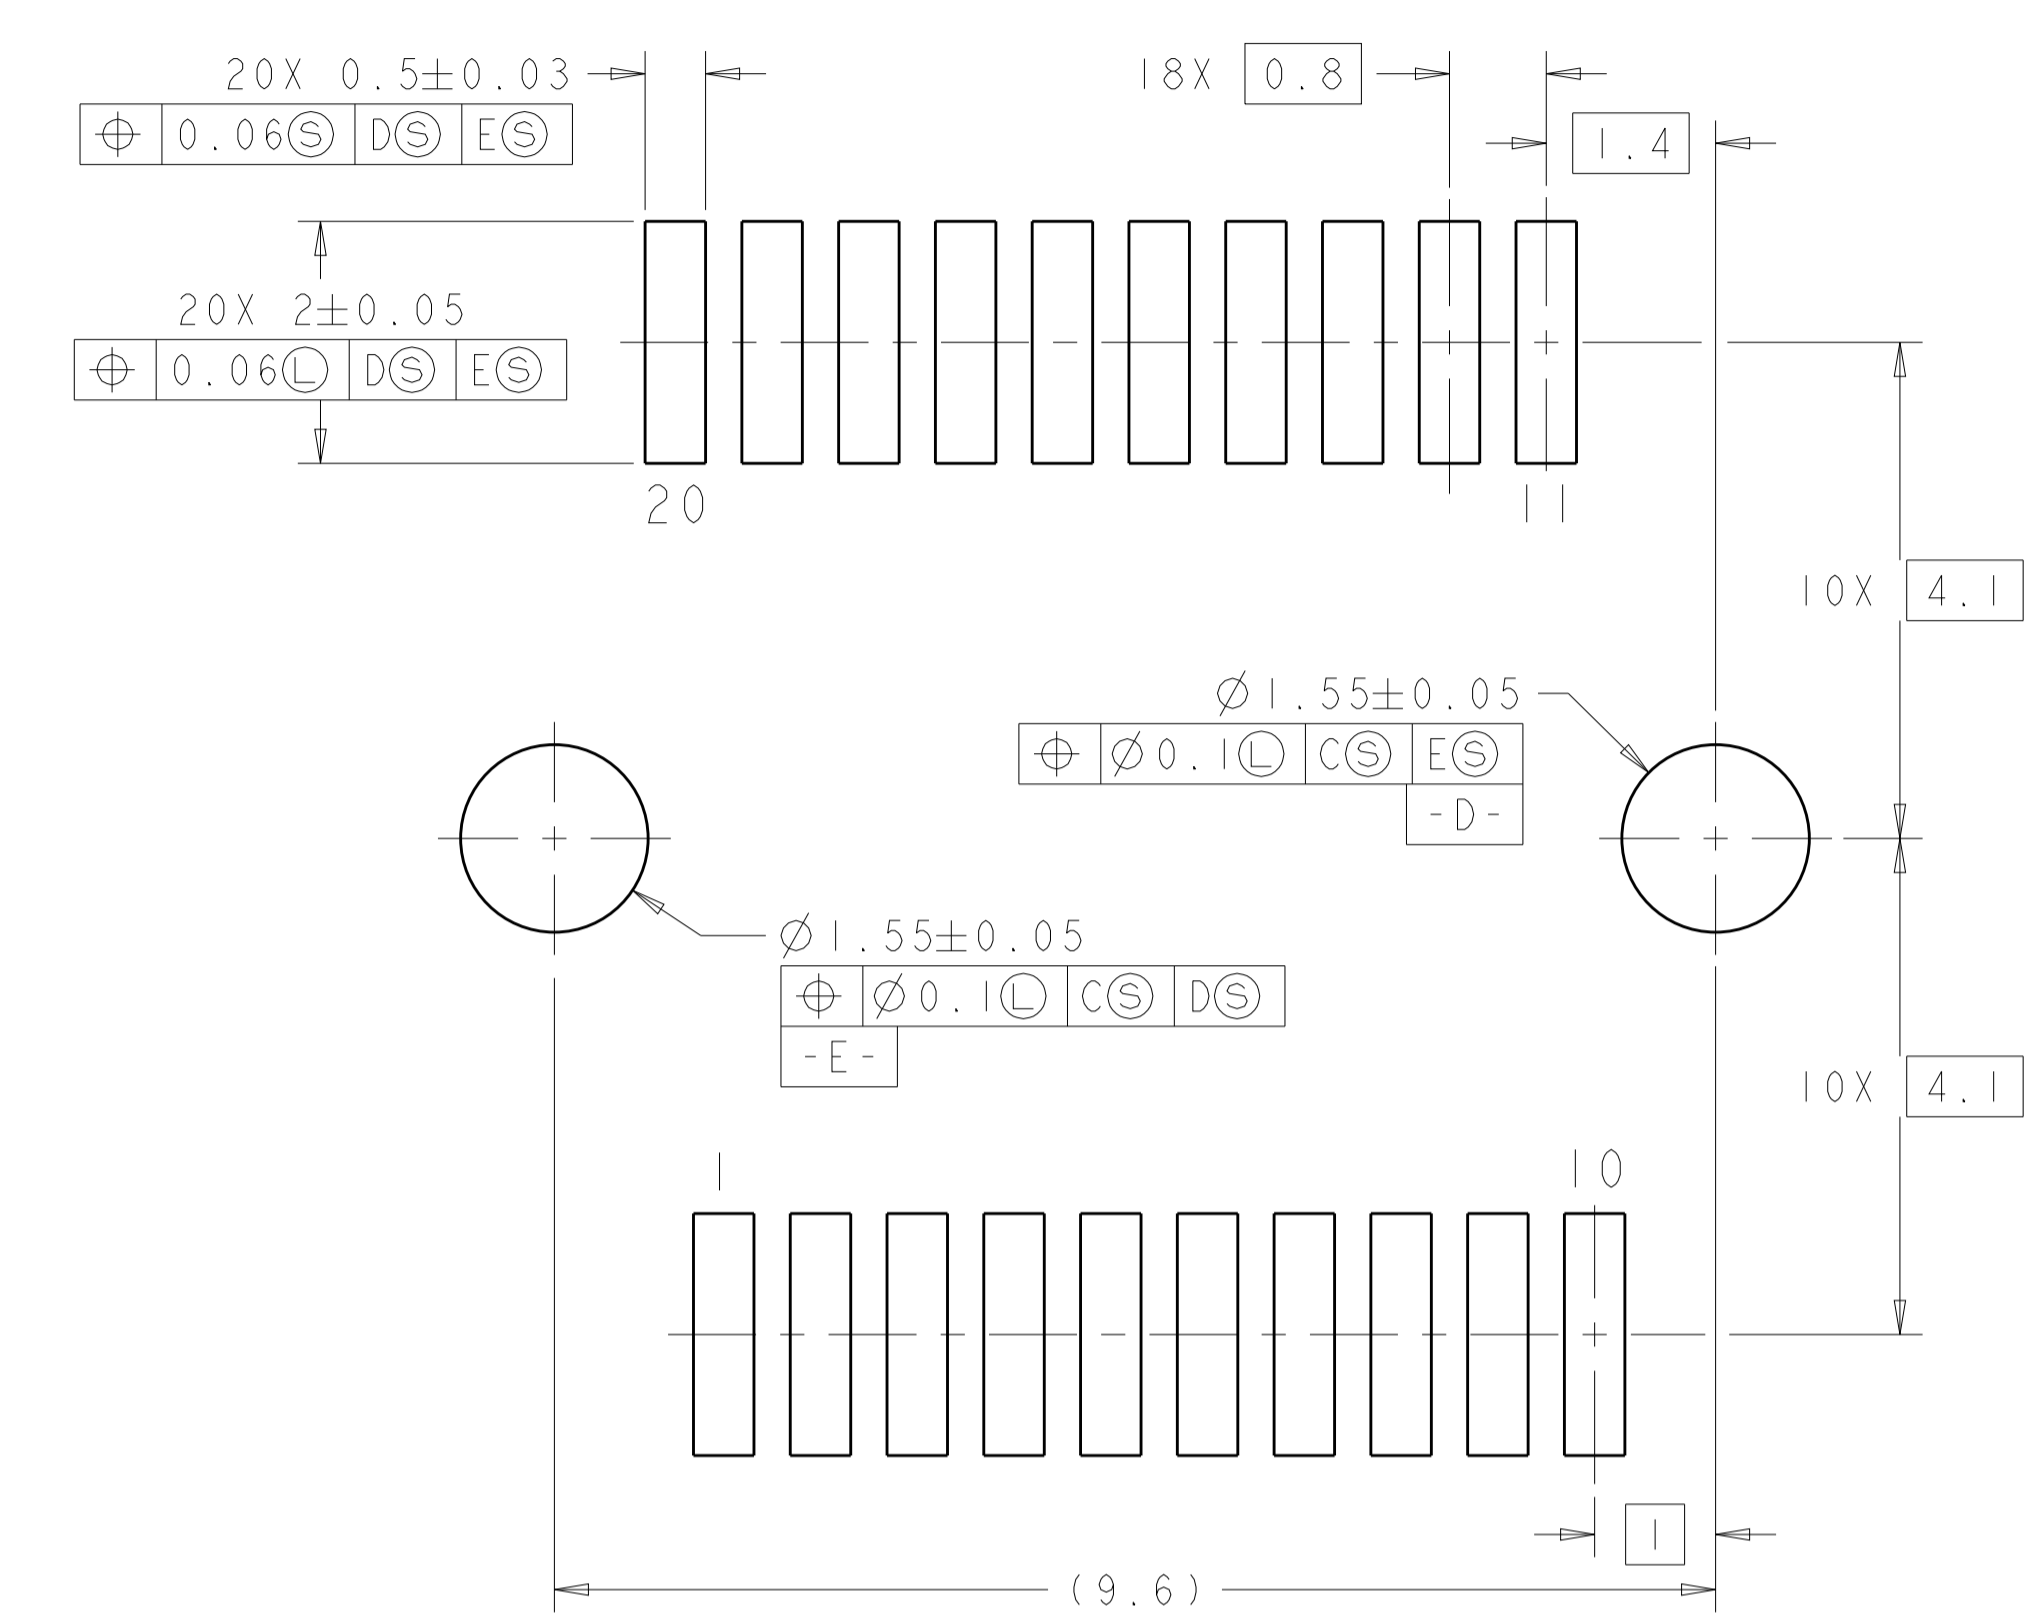 20X 0.5±0.03
18X 0.8
⌖ 0.06Ⓢ DⓈ EⓈ
1.4
20X 2±0.05
⌖ 0.06Ⓛ DⓈ EⓈ
20
11
10X 4.1
⌀1.55±0.05
⌖ ⌀0.1Ⓛ CⓈ EⓈ
-D-
⌀1.55±0.05
⌖ ⌀0.1Ⓛ CⓈ DⓈ
-E-
10X 4.1
1
10
1
(9.6)